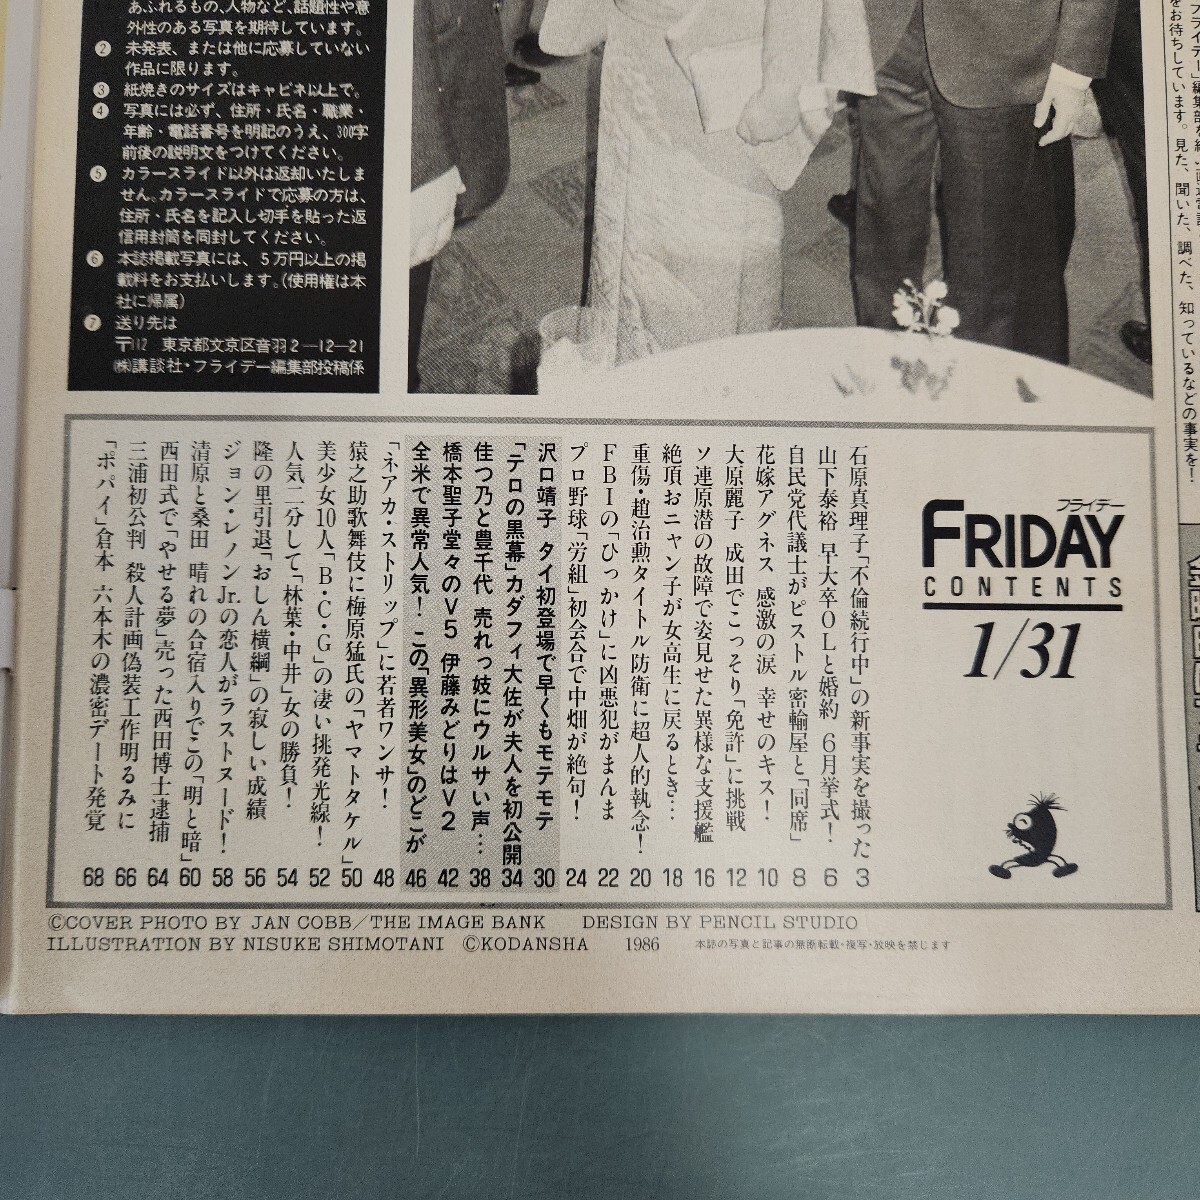 あふれるもの、人物など、話題性や意
外性のある写真を期待しています。
❷ 未発表、または他に応募していない
作品に限ります。
❸ 紙焼きのサイズはキャビネ以上で。
❹ 写真には必ず、住所・氏名・職業・
年齢・電話番号を明記のうえ、300字
前後の説明文をつけてください。
❺ カラースライド以外は返却いたしま
せん。カラースライドで応募の方は、
住所・氏名を記入し切手を貼った返
信用封筒を同封してください。
❻ 本誌掲載写真には、5万円以上の掲
載料をお支払いします。(使用権は本
社に帰属)
❼ 送り先は
〒112 東京都文京区音羽2—12—21
㈱講談社・フライデー編集部投稿係
をお待ちしています。見た、聞いた、調べた、知っているなどの事実を!
フライデー
FRIDAY
CONTENTS
1/31
石原真理子「不倫続行中」の新事実を撮った 3
山下泰裕 早大卒OLと婚約 6月挙式! 6
自民党代議士がピストル密輸屋と「同席」 8
花嫁アグネス 感激の涙 幸せのキス! 10
大原麗子 成田でこっそり「免許」に挑戦 12
ソ連原潜の故障で姿見せた異様な支援艦 16
絶頂おニャン子が女高生に戻るとき… 18
重傷・趙治勲タイトル防衛に超人的執念! 20
FBIの「ひっかけ」に凶悪犯がまんま 22
プロ野球「労組」初会合で中畑が絶句! 24
沢口靖子 タイ初登場で早くもモテモテ 30
「テロの黒幕」カダフィ大佐が夫人を初公開 34
佳つ乃と豊千代 売れっ妓にウルサい声… 38
橋本聖子堂々のV5 伊藤みどりはV2 42
全米で異常人気! この「異形美女」のどこが 46
「ネアカ・ストリップ」に若者ワンサ! 48
猿之助歌舞伎に梅原猛氏の「ヤマトタケル」 50
美少女10人「B・C・G」の凄い挑発光線! 52
人気二分して「林葉・中井」女の勝負! 54
隆の里引退「おしん横綱」の寂しい成績 56
ジョン・レノンJr.の恋人がラストヌード! 58
清原と桑田 晴れの合宿入りでこの「明と暗」 60
西田式で「やせる夢」売った西田博士逮捕 64
三浦初公判 殺人計画偽装工作明るみに 66
「ポパイ」倉本 六本木の濃密デート発覚 68
©COVER PHOTO BY JAN COBB/THE IMAGE BANK DESIGN BY PENCIL STUDIO
ILLUSTRATION BY NISUKE SHIMOTANI ©KODANSHA 1986 本誌の写真と記事の無断転載・複写・放映を禁じます